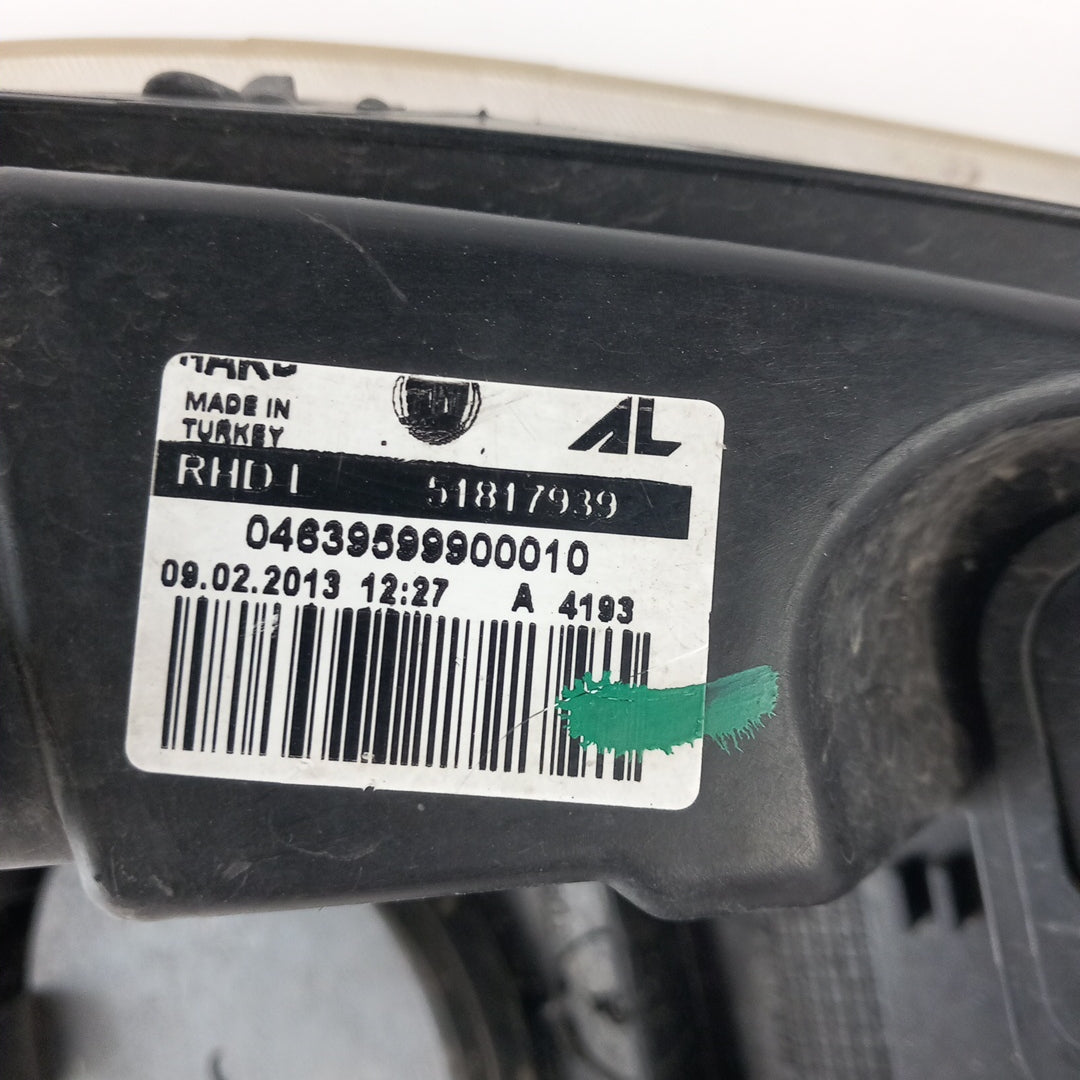 MADE IN
TURKEY
AL
RHD L 51817939
04639599900010
09.02.2013 12:27 A 4193